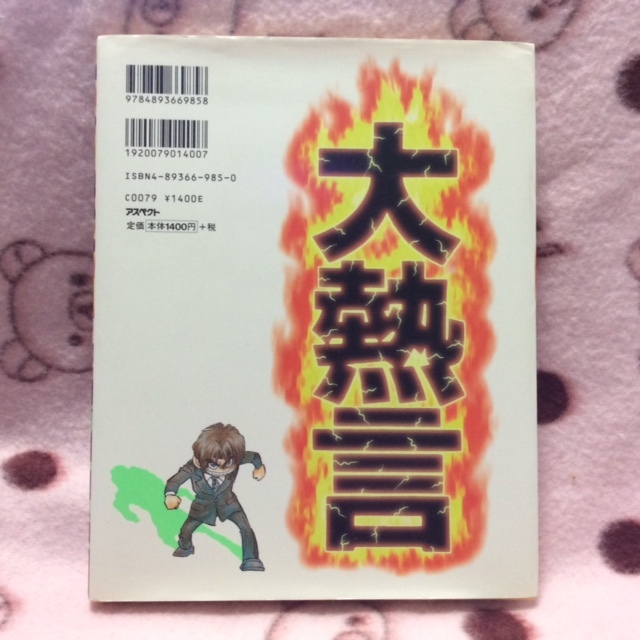 9784893669858
1920079014007
ISBN4-89366-985-0
C0079 ¥1400E
アスペクト
定価 本体1400円 +税
大熱言